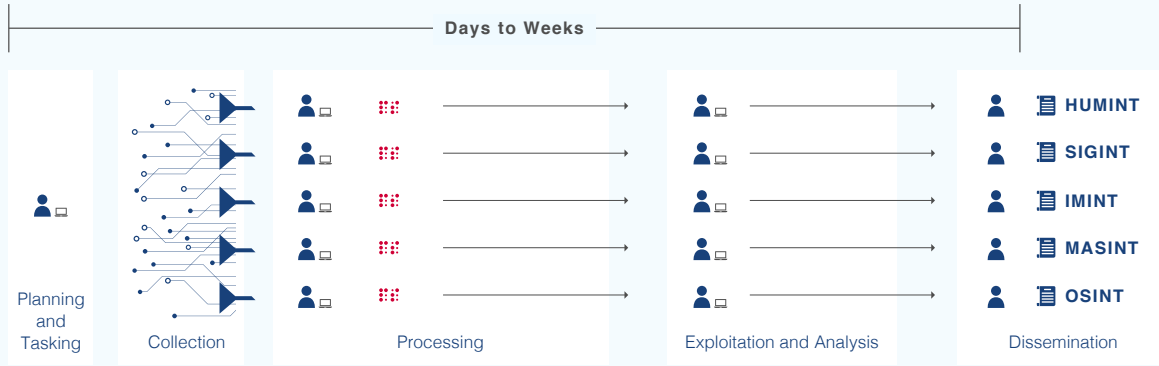 Days to Weeks
HUMINT
SIGINT
IMINT
MASINT
OSINT
Planning
and
Tasking
Collection
Processing
Exploitation and Analysis
Dissemination